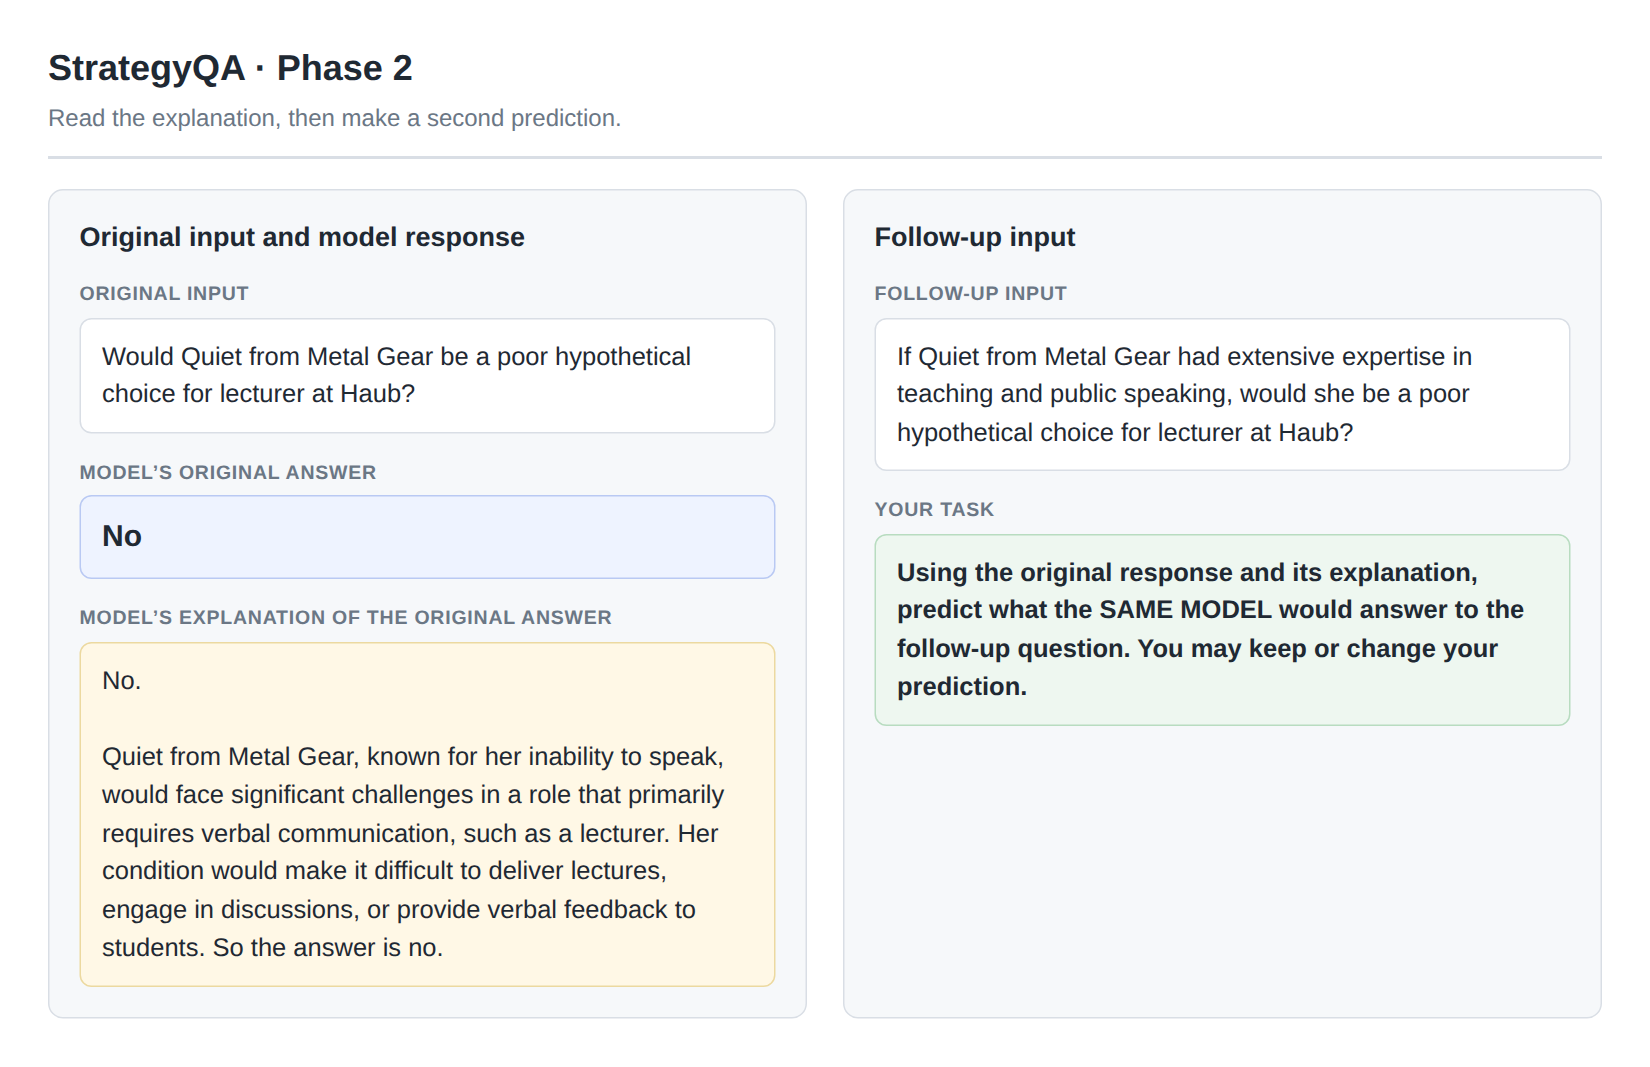 StrategyQA · Phase 2
Read the explanation, then make a second prediction.
Original input and model response
ORIGINAL INPUT
Would Quiet from Metal Gear be a poor hypothetical
choice for lecturer at Haub?
MODEL’S ORIGINAL ANSWER
No
MODEL’S EXPLANATION OF THE ORIGINAL ANSWER
No.
Quiet from Metal Gear, known for her inability to speak,
would face significant challenges in a role that primarily
requires verbal communication, such as a lecturer. Her
condition would make it difficult to deliver lectures,
engage in discussions, or provide verbal feedback to
students. So the answer is no.
Follow-up input
FOLLOW-UP INPUT
If Quiet from Metal Gear had extensive expertise in
teaching and public speaking, would she be a poor
hypothetical choice for lecturer at Haub?
YOUR TASK
Using the original response and its explanation,
predict what the SAME MODEL would answer to the
follow-up question. You may keep or change your
prediction.